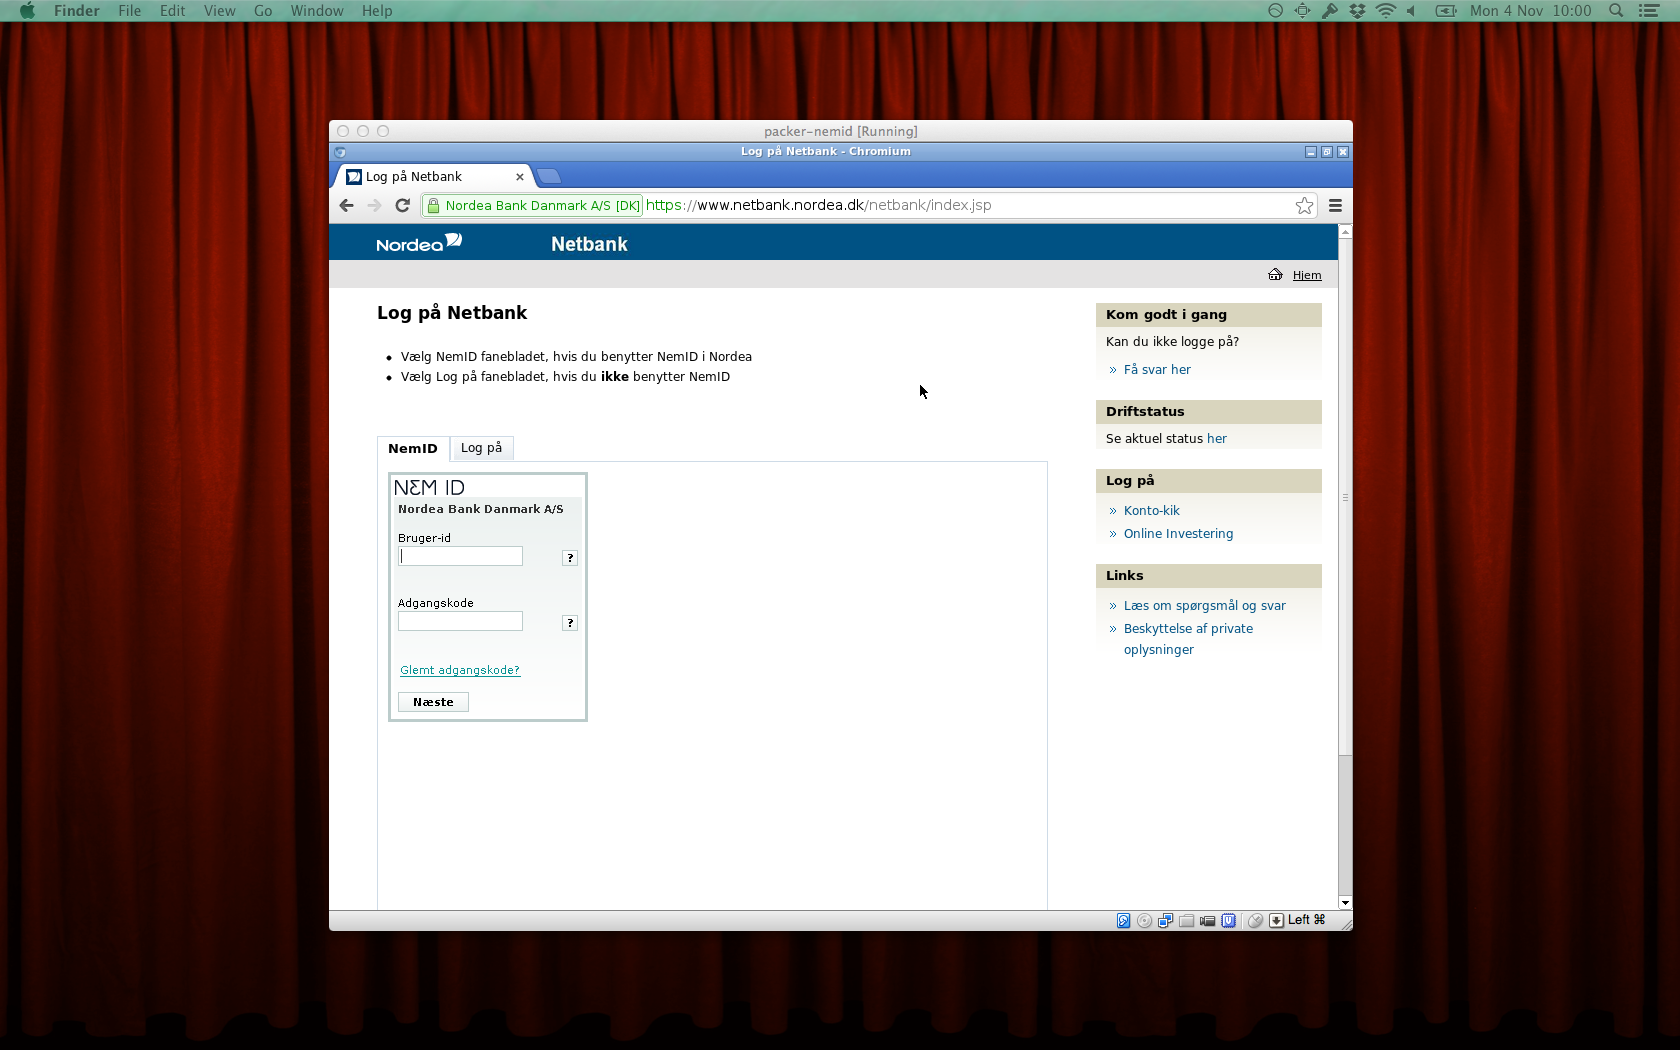 Finder File Edit View Go Window Help
Mon 4 Nov 10:00
packer-nemid [Running]
Log på Netbank - Chromium
Log på Netbank
Nordea Bank Danmark A/S [DK] https://www.netbank.nordea.dk/netbank/index.jsp
Nordea
Netbank
Hjem
Log på Netbank
Vælg NemID fanebladet, hvis du benytter NemID i Nordea
Vælg Log på fanebladet, hvis du ikke benytter NemID
NemID
Log på
NEM ID
Nordea Bank Danmark A/S
Bruger-id
?
Adgangskode
?
Glemt adgangskode?
Næste
Kom godt i gang
Kan du ikke logge på?
» Få svar her
Driftstatus
Se aktuel status her
Log på
» Konto-kik
» Online Investering
Links
» Læs om spørgsmål og svar
» Beskyttelse af private
oplysninger
Left ⌘